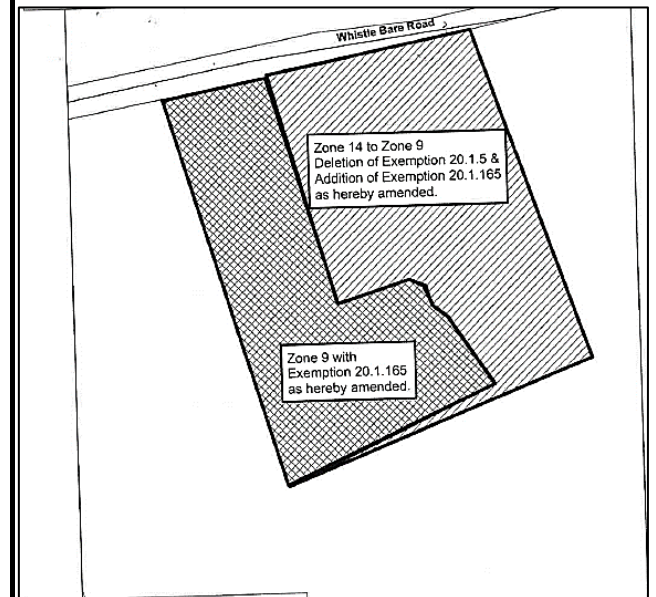 Whistle Bare Road
Zone 14 to Zone 9
Deletion of Exemption 20.1.5 &
Addition of Exemption 20.1.165
as hereby amended.
Zone 9 with
Exemption 20.1.165
as hereby amended.